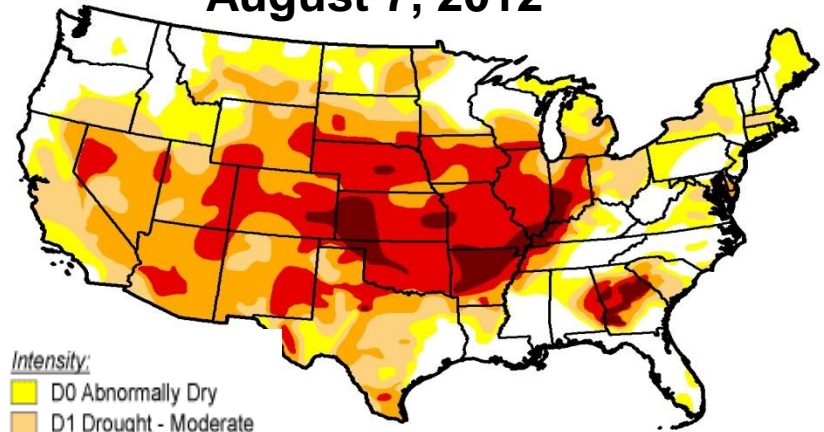 August 7, 2012
Intensity:
D0 Abnormally Dry
D1 Drought - Moderate